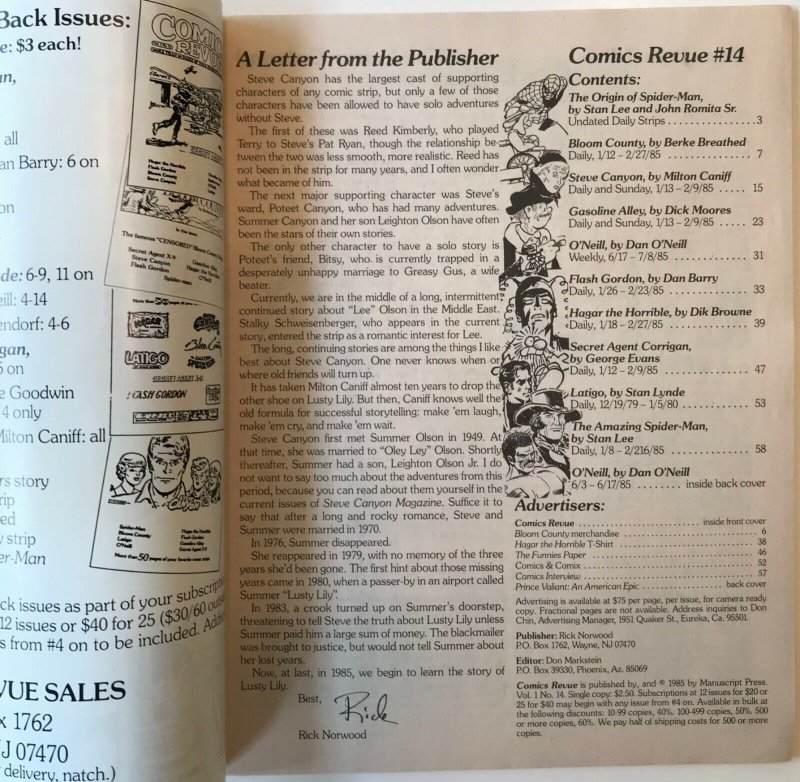 Back Issues:
e: $3 each!
all
an Barry: 6 on
on
de: 6-9, 11 on
eill: 4-14
endorf: 4-6
gan,
5 on
e Goodwin
4 only
Milton Caniff: all
rs story
rip
ed
y strip
er-Man
ck issues as part of your subscrip
12 issues or $40 for 25 ($30/60 outs
s from #4 on to be included. Add
VUE SALES
x 1762
J 07470
delivery, natch.)
COMICS
REVUE
The famous "CENSORED" Bloom County
Secret Agent X-9
Steve Canyon
Flash Gordon
Gasoline Alley
Hagar the Horrible
O'Neill
Spider-man
HAGAR
LATIGO
FLASH GORDON
Canyon
Spider-Man
Bloom County
Latigo
O'Neill
Hagar the Horrible
Flash Gordon
Gasoline Alley
Secret Agent X-9
More than 50 pages of your favorite comic strips
A Letter from the Publisher
Steve Canyon has the largest cast of supporting
characters of any comic strip, but only a few of those
characters have been allowed to have solo adventures
without Steve.
The first of these was Reed Kimberly, who played
Terry to Steve's Pat Ryan, though the relationship be-
tween the two was less smooth, more realistic. Reed has
not been in the strip for many years, and I often wonder
what became of him.
The next major supporting character was Steve's
ward, Poteet Canyon, who has had many adventures.
Summer Canyon and her son Leighton Olson have often
been the stars of their own stories.
The only other character to have a solo story is
Poteet's friend, Bitsy, who is currently trapped in a
desperately unhappy marriage to Greasy Gus, a wife
beater.
Currently, we are in the middle of a long, intermittent
continued story about "Lee" Olson in the Middle East.
Stalky Schweisenberger, who appears in the current
story, entered the strip as a romantic interest for Lee.
The long, continuing stories are among the things I like
best about Steve Canyon. One never knows when or
where old friends will turn up.
It has taken Milton Caniff almost ten years to drop the
other shoe on Lusty Lily. But then, Caniff knows well the
old formula for successful storytelling: make 'em laugh,
make 'em cry, and make 'em wait.
Steve Canyon first met Summer Olson in 1949. At
that time, she was married to "Oley Ley" Olson. Shortly
thereafter, Summer had a son, Leighton Olson Jr. I do
not want to say too much about the adventures from this
period, because you can read about them yourself in the
current issues of Steve Canyon Magazine. Suffice it to
say that after a long and rocky romance, Steve and
Summer were married in 1970.
In 1976, Summer disappeared.
She reappeared in 1979, with no memory of the three
years she'd been gone. The first hint about those missing
years came in 1980, when a passer-by in an airport called
Summer "Lusty Lily".
In 1983, a crook turned up on Summer's doorstep,
threatening to tell Steve the truth about Lusty Lily unless
Summer paid him a large sum of money. The blackmailer
was brought to justice, but would not tell Summer about
her lost years.
Now, at last, in 1985, we begin to learn the story of
Lusty Lily.
Best,
Rick
Rick Norwood
Comics Revue #14
Contents:
The Origin of Spider-Man,
by Stan Lee and John Romita Sr.
Undated Daily Strips ................ 3
Bloom County, by Berke Breathed
Daily, 1/12 - 2/27/85 ................ 7
Steve Canyon, by Milton Caniff
Daily and Sunday, 1/13 - 2/9/85 ..... 15
Gasoline Alley, by Dick Moores
Daily and Sunday, 1/13 - 2/9/85 ..... 23
O'Neill, by Dan O'Neill
Weekly, 6/17 - 7/8/85 .............. 31
Flash Gordon, by Dan Barry
Daily, 1/26 - 2/23/85 .............. 33
Hagar the Horrible, by Dik Browne
Daily, 1/18 - 2/27/85 .............. 39
Secret Agent Corrigan,
by George Evans
Daily, 1/12 - 2/9/85 .............. 47
Latigo, by Stan Lynde
Daily, 12/19/79 - 1/5/80 ........... 53
The Amazing Spider-Man,
by Stan Lee
Daily, 1/8 - 2/216/85 .............. 58
O'Neill, by Dan O'Neill
6/3 - 6/17/85 ....... inside back cover
Advertisers:
Comics Revue ............ inside front cover
Bloom County merchandise ............ 6
Hagar the Horrible T-Shirt ............ 38
The Funnies Paper ............ 46
Comics & Comix ............ 52
Comics Interview ............ 57
Prince Valiant: An American Epic ............ back cover
Advertising is available at $75 per page, per issue, for camera ready
copy. Fractional pages are not available. Address inquiries to Don
Chin, Advertising Manager, 1951 Quaker St., Eureka, Ca. 95501.
Publisher: Rick Norwood
P.O. Box 1762, Wayne, NJ 07470
Editor: Don Markstein
P.O. Box 39330, Phoenix, Az. 85069
Comics Revue is published by, and © 1985 by Manuscript Press.
Vol. 1 No. 14. Single copy: $2.50. Subscriptions at 12 issues for $20 or
25 for $40 may begin with any issue from #4 on. Available in bulk at
the following discounts: 10-99 copies, 40%. 100-499 copies, 50%. 500
or more copies, 60%. We pay half of shipping costs for 500 or more
copies.